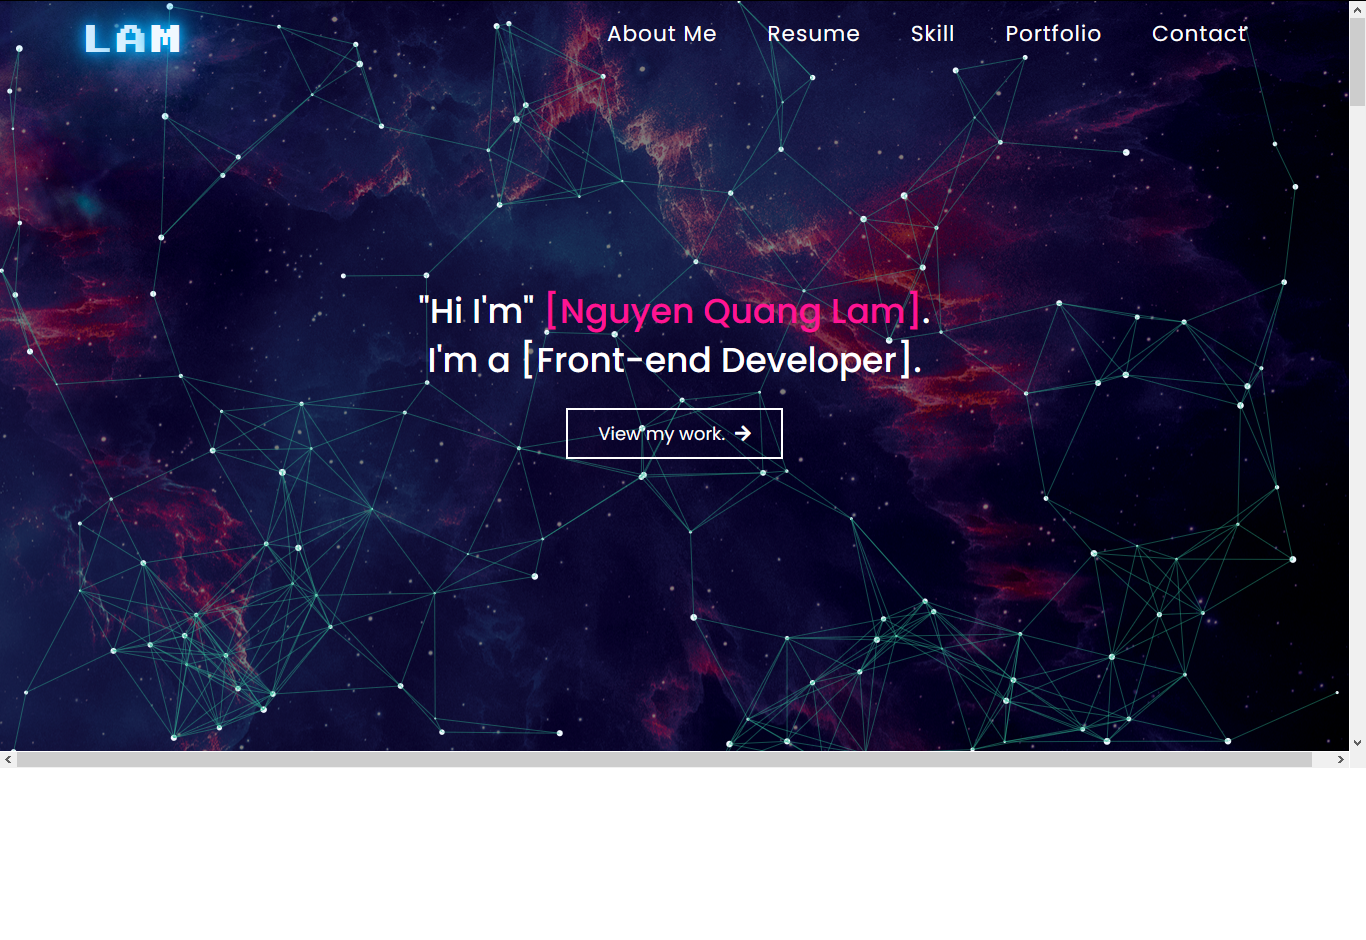 LAM
About Me Resume Skill Portfolio Contact
"Hi I'm" [Nguyen Quang Lam].
I'm a [Front-end Developer].
View my work.